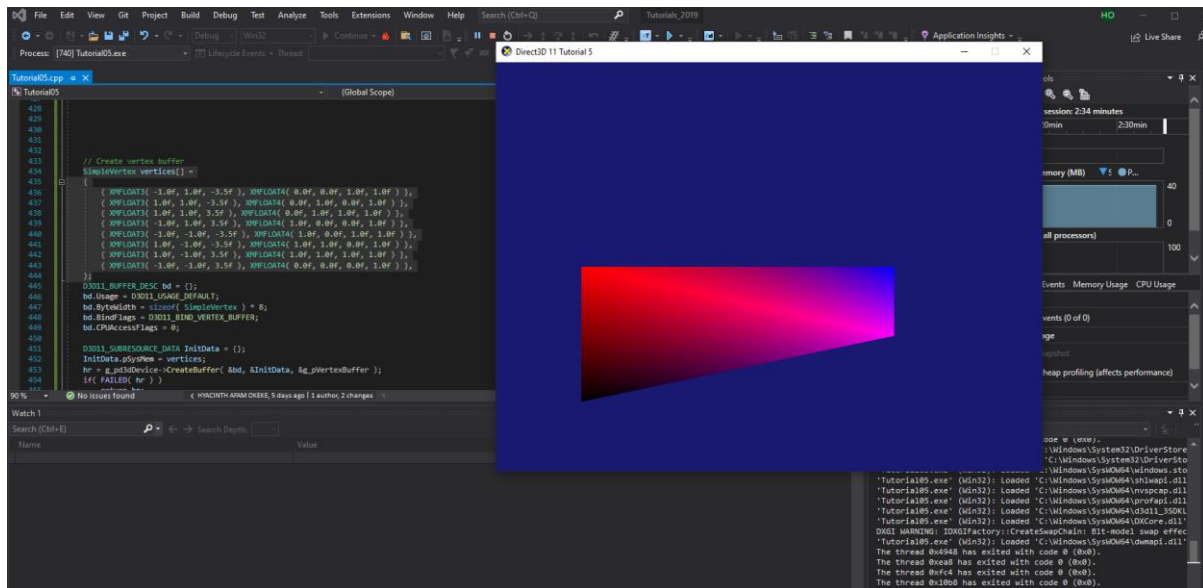 File Edit View Git Project Build Debug Test Analyze Tools Extensions Window Help Search (Ctrl+Q) Tutorials_2019 HO
Debug Win32 Continue Application Insights Live Share
Process: [740] Tutorial05.exe Lifecycle Events Thread:
Direct3D 11 Tutorial 5
Tutorial05.cpp
Tutorial05 (Global Scope)
428
429
430
431
432
433 // Create vertex buffer
434 SimpleVertex vertices[] =
435 {
436 { XMFLOAT3( -1.0f, 1.0f, -3.5f ), XMFLOAT4( 0.0f, 0.0f, 1.0f, 1.0f ) },
437 { XMFLOAT3( 1.0f, 1.0f, -3.5f ), XMFLOAT4( 0.0f, 1.0f, 0.0f, 1.0f ) },
438 { XMFLOAT3( 1.0f, 1.0f, 3.5f ), XMFLOAT4( 0.0f, 1.0f, 1.0f, 1.0f ) },
439 { XMFLOAT3( -1.0f, 1.0f, 3.5f ), XMFLOAT4( 1.0f, 0.0f, 0.0f, 1.0f ) },
440 { XMFLOAT3( -1.0f, -1.0f, -3.5f ), XMFLOAT4( 1.0f, 0.0f, 1.0f, 1.0f ) },
441 { XMFLOAT3( 1.0f, -1.0f, -3.5f ), XMFLOAT4( 1.0f, 1.0f, 0.0f, 1.0f ) },
442 { XMFLOAT3( 1.0f, -1.0f, 3.5f ), XMFLOAT4( 1.0f, 1.0f, 1.0f, 1.0f ) },
443 { XMFLOAT3( -1.0f, -1.0f, 3.5f ), XMFLOAT4( 0.0f, 0.0f, 0.0f, 1.0f ) },
444 };
445 D3D11_BUFFER_DESC bd = {};
446 bd.Usage = D3D11_USAGE_DEFAULT;
447 bd.ByteWidth = sizeof( SimpleVertex ) * 8;
448 bd.BindFlags = D3D11_BIND_VERTEX_BUFFER;
449 bd.CPUAccessFlags = 0;
450
451 D3D11_SUBRESOURCE_DATA InitData = {};
452 InitData.pSysMem = vertices;
453 hr = g_pd3dDevice->CreateBuffer( &bd, &InitData, &g_pVertexBuffer );
454 if( FAILED( hr ) )
90 % No issues found HYACINTH AFAM OKEKE, 5 days ago | 1 author, 2 changes
Watch 1
Search (Ctrl+E) Search Depth:
Name Value
ols
session: 2:34 minutes
0min 2:30min
emory (MB) P...
40
0
all processors)
100
Events Memory Usage CPU Usage
vents (0 of 0)
age
apshot
heap profiling (affects performance)
ode 0 (0x0).
:\Windows\System32\DriverStore
'C:\Windows\System32\DriverSto
'C:\Windows\SysWOW64\windows.sto
'Tutorial05.exe' (Win32): Loaded 'C:\Windows\SysWOW64\shlwapi.dll'
'Tutorial05.exe' (Win32): Loaded 'C:\Windows\SysWOW64\nvspcap.dll
'Tutorial05.exe' (Win32): Loaded 'C:\Windows\SysWOW64\profapi.dll
'Tutorial05.exe' (Win32): Loaded 'C:\Windows\SysWOW64\d3d11_3SDKL
'Tutorial05.exe' (Win32): Loaded 'C:\Windows\SysWOW64\DXCore.dll'
DXGI WARNING: IDXGIFactory::CreateSwapChain: Blt-model swap effec
'Tutorial05.exe' (Win32): Loaded 'C:\Windows\SysWOW64\dwmapi.dll'
The thread 0x4948 has exited with code 0 (0x0).
The thread 0xea8 has exited with code 0 (0x0).
The thread 0xfc4 has exited with code 0 (0x0).
The thread 0x10b8 has exited with code 0 (0x0).